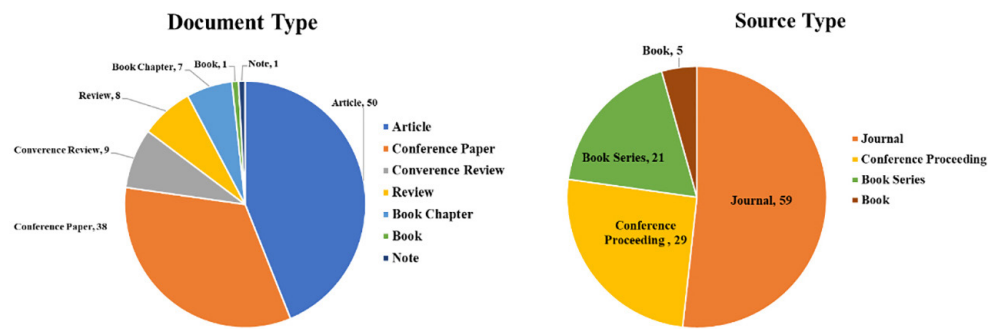 Document Type
Book Chapter, 7
Book, 1
Note, 1
Review, 8
Article, 50
Converence Review, 9
Conference Paper, 38
Article
Conference Paper
Converence Review
Review
Book Chapter
Book
Note
Source Type
Book, 5
Book Series, 21
Journal, 59
Conference
Proceeding , 29
Journal
Conference Proceeding
Book Series
Book